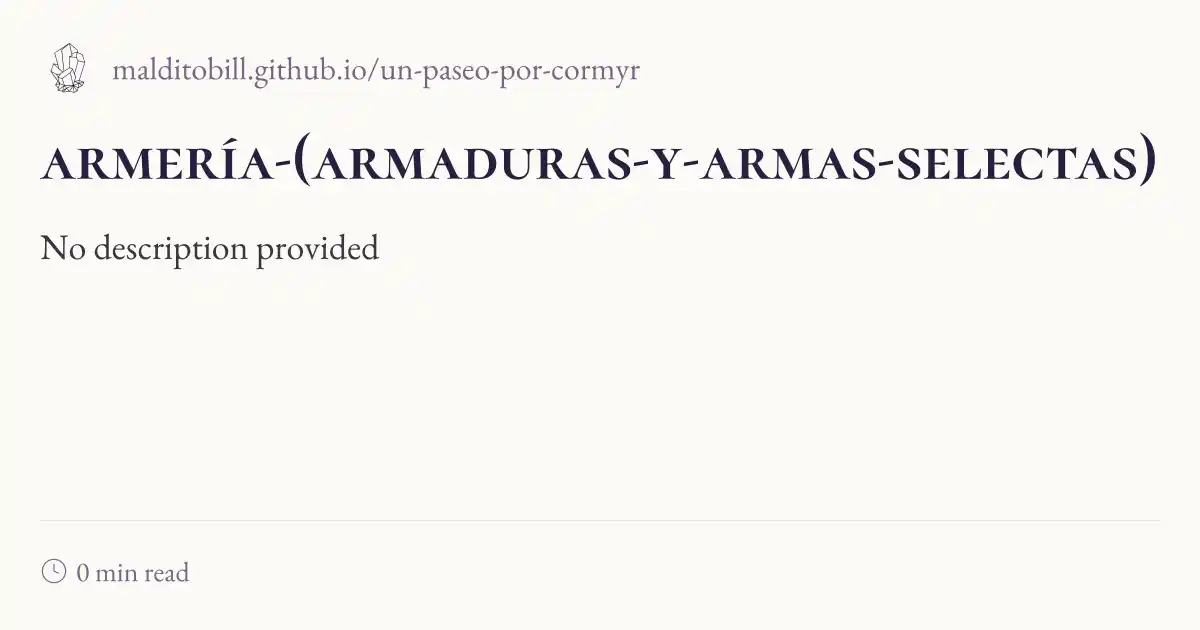 malditobill.github.io/un-paseo-por-cormyr
ARMERÍA-(ARMADURAS-Y-ARMAS-SELECTAS)
No description provided
0 min read